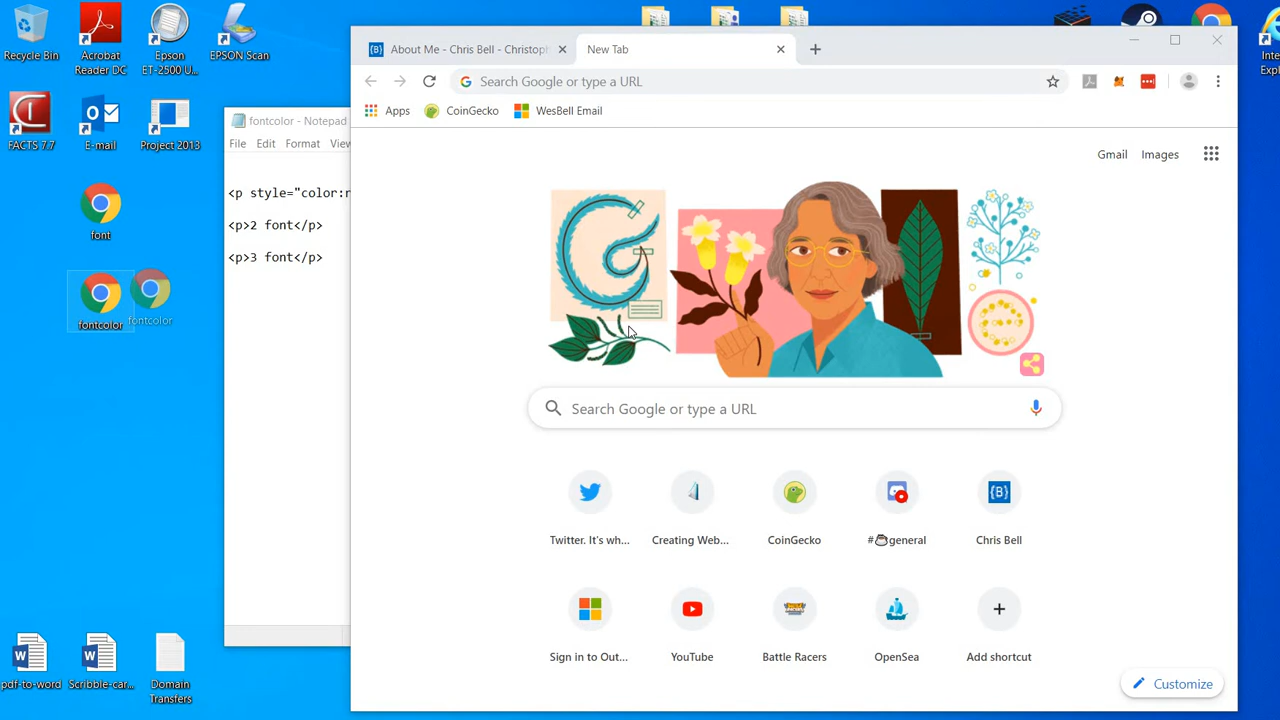 Recycle Bin
Acrobat
Reader DC
Epson
ET-2500 U...
EPSON Scan
FACTS 7.7
E-mail
Project 2013
font
fontcolor
fontcolor
pdf-to-word
Scribble-car...
Domain
Transfers
Inte
Expl
fontcolor - Notepad
File Edit Format View
<p style="color:r
<p>2 font</p>
<p>3 font</p>
About Me - Chris Bell - Christoph
New Tab
Search Google or type a URL
Apps
CoinGecko
WesBell Email
Gmail
Images
Search Google or type a URL
Twitter. It's wh...
Creating Web...
CoinGecko
#general
Chris Bell
Sign in to Out...
YouTube
Battle Racers
OpenSea
Add shortcut
Customize